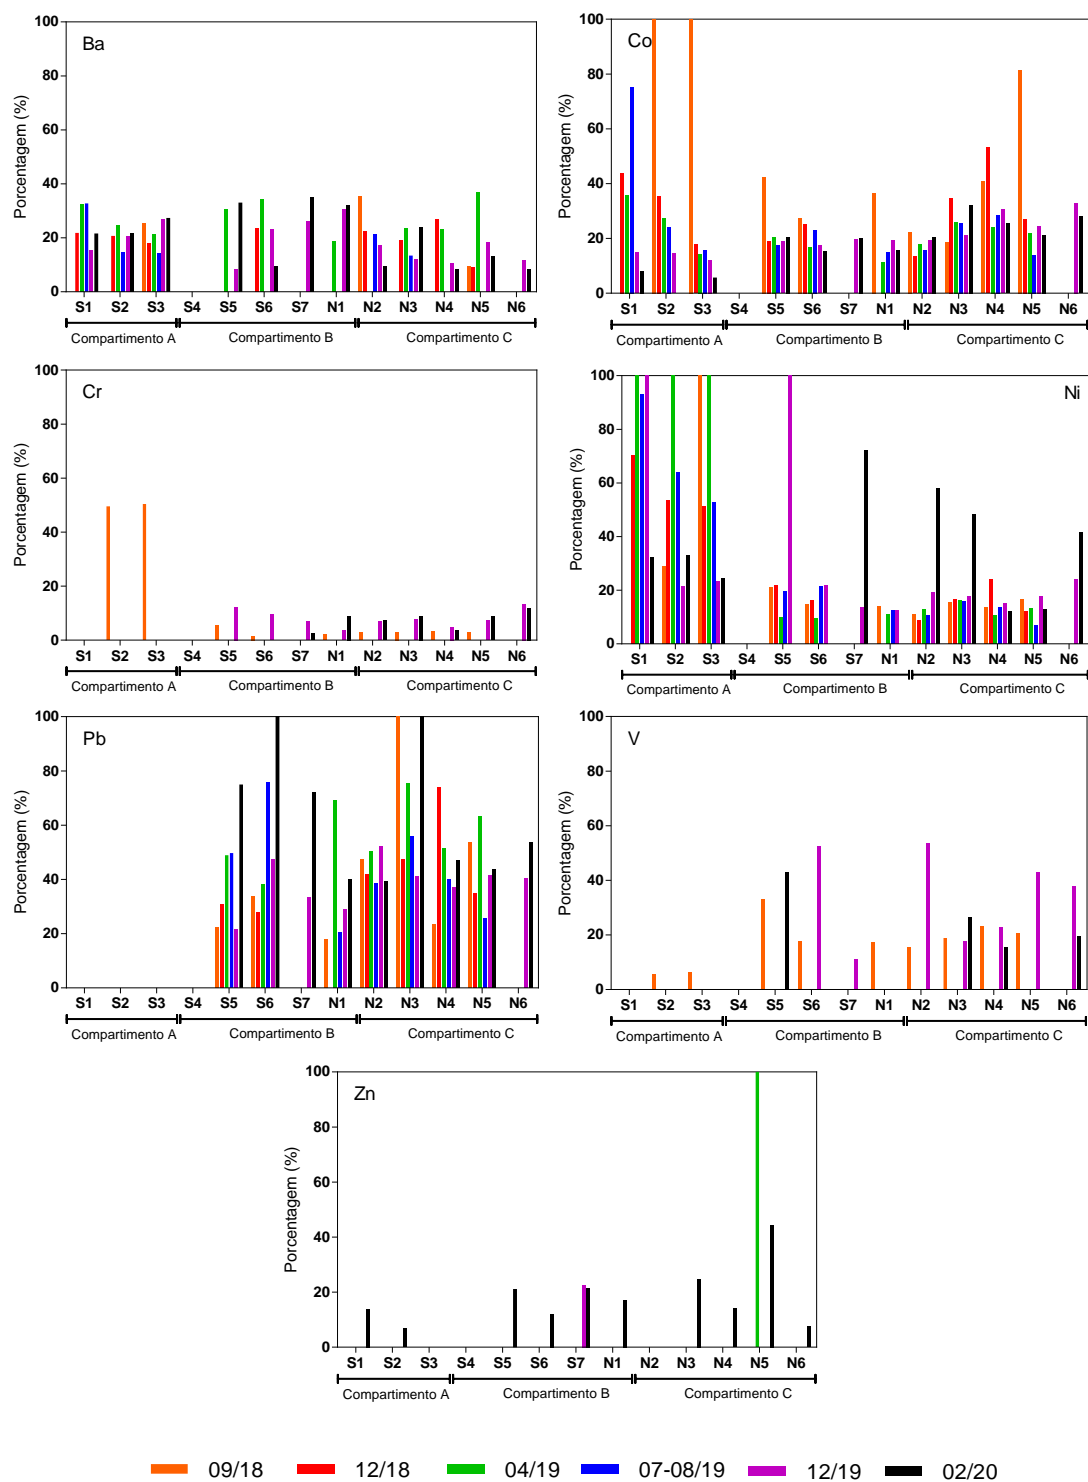 Ba
Porcentagem (%)
100
80
60
40
20
0
S1 S2 S3 S4 S5 S6 S7 N1 N2 N3 N4 N5 N6
Compartimento A Compartimento B Compartimento C
Co
Porcentagem (%)
100
80
60
40
20
0
S1 S2 S3 S4 S5 S6 S7 N1 N2 N3 N4 N5 N6
Compartimento A Compartimento B Compartimento C
Cr
Porcentagem (%)
100
80
60
40
20
0
S1 S2 S3 S4 S5 S6 S7 N1 N2 N3 N4 N5 N6
Compartimento A Compartimento B Compartimento C
Ni
Porcentagem (%)
100
80
60
40
20
0
S1 S2 S3 S4 S5 S6 S7 N1 N2 N3 N4 N5 N6
Compartimento A Compartimento B Compartimento C
Pb
Porcentagem (%)
100
80
60
40
20
0
S1 S2 S3 S4 S5 S6 S7 N1 N2 N3 N4 N5 N6
Compartimento A Compartimento B Compartimento C
V
Porcentagem (%)
100
80
60
40
20
0
S1 S2 S3 S4 S5 S6 S7 N1 N2 N3 N4 N5 N6
Compartimento A Compartimento B Compartimento C
Zn
Porcentagem (%)
100
80
60
40
20
0
S1 S2 S3 S4 S5 S6 S7 N1 N2 N3 N4 N5 N6
Compartimento A Compartimento B Compartimento C
09/18 12/18 04/19 07-08/19 12/19 02/20